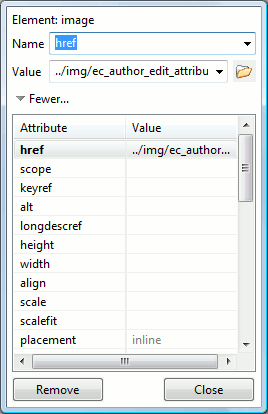 Element: image
Name href
Value ../img/ec_author_edit_attribu
Fewer...
Attribute Value
href ../img/ec_author...
scope
keyref
alt
longdescref
height
width
align
scale
scalefit
placement inline
Remove Close